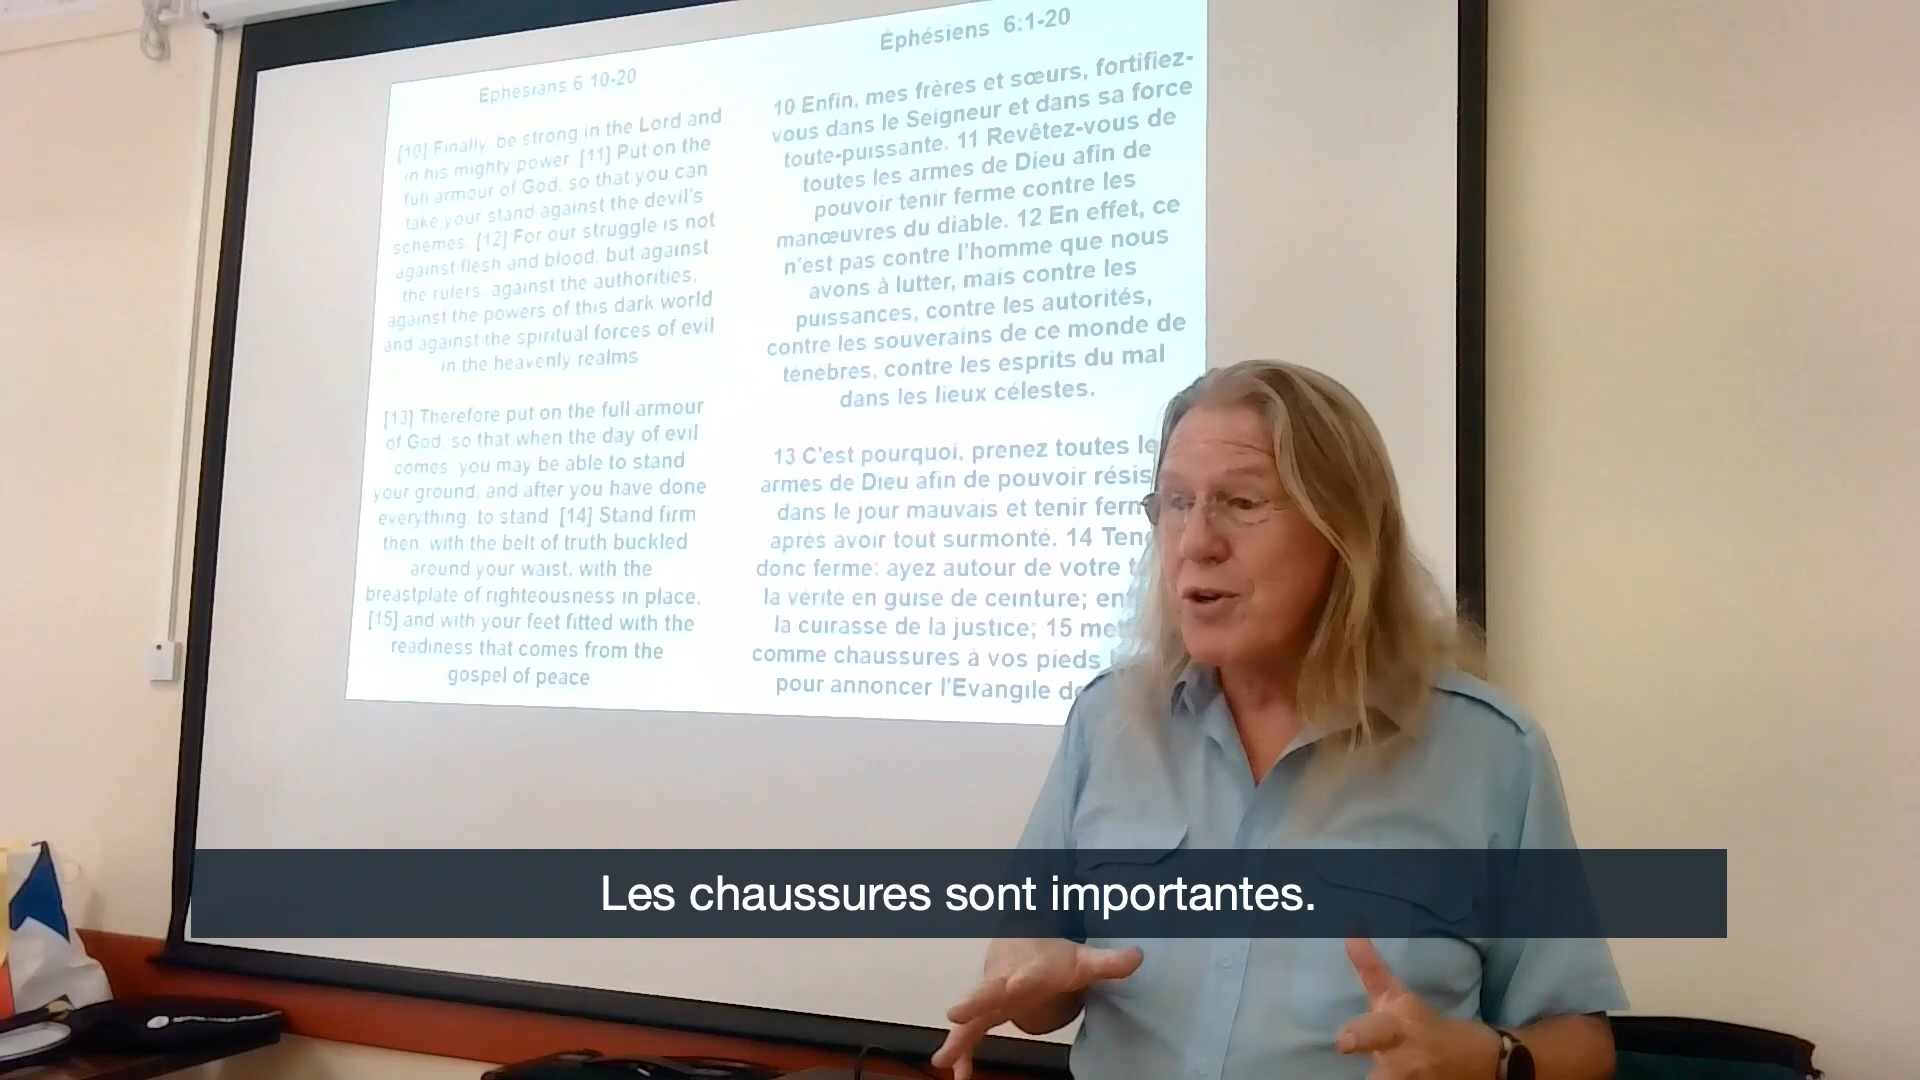 Ephesians 6 10-20
[10] Finally, be strong in the Lord and
in his mighty power [11] Put on the
full armour of God, so that you can
take your stand against the devil's
schemes [12] For our struggle is not
against flesh and blood, but against
the rulers, against the authorities,
against the powers of this dark world
and against the spiritual forces of evil
in the heavenly realms
[13] Therefore put on the full armour
of God, so that when the day of evil
comes, you may be able to stand
your ground, and after you have done
everything, to stand [14] Stand firm
then, with the belt of truth buckled
around your waist, with the
breastplate of righteousness in place,
[15] and with your feet fitted with the
readiness that comes from the
gospel of peace
Éphésiens 6:1-20
10 Enfin, mes frères et sœurs, fortifiez-
vous dans le Seigneur et dans sa force
toute-puissante. 11 Revêtez-vous de
toutes les armes de Dieu afin de
pouvoir tenir ferme contre les
manœuvres du diable. 12 En effet, ce
n'est pas contre l'homme que nous
avons à lutter, mais contre les
puissances, contre les autorités,
contre les souverains de ce monde de
ténèbres, contre les esprits du mal
dans les lieux célestes.
13 C'est pourquoi, prenez toutes
armes de Dieu afin de pouvoir
dans le jour mauvais et tenir
après avoir tout surmonté. 14
donc ferme: ayez autour de votre
la vérité en guise de ceinture;
la cuirasse de la justice; 15
comme chaussures à vos pieds
pour annoncer l'Evangile
Les chaussures sont importantes.